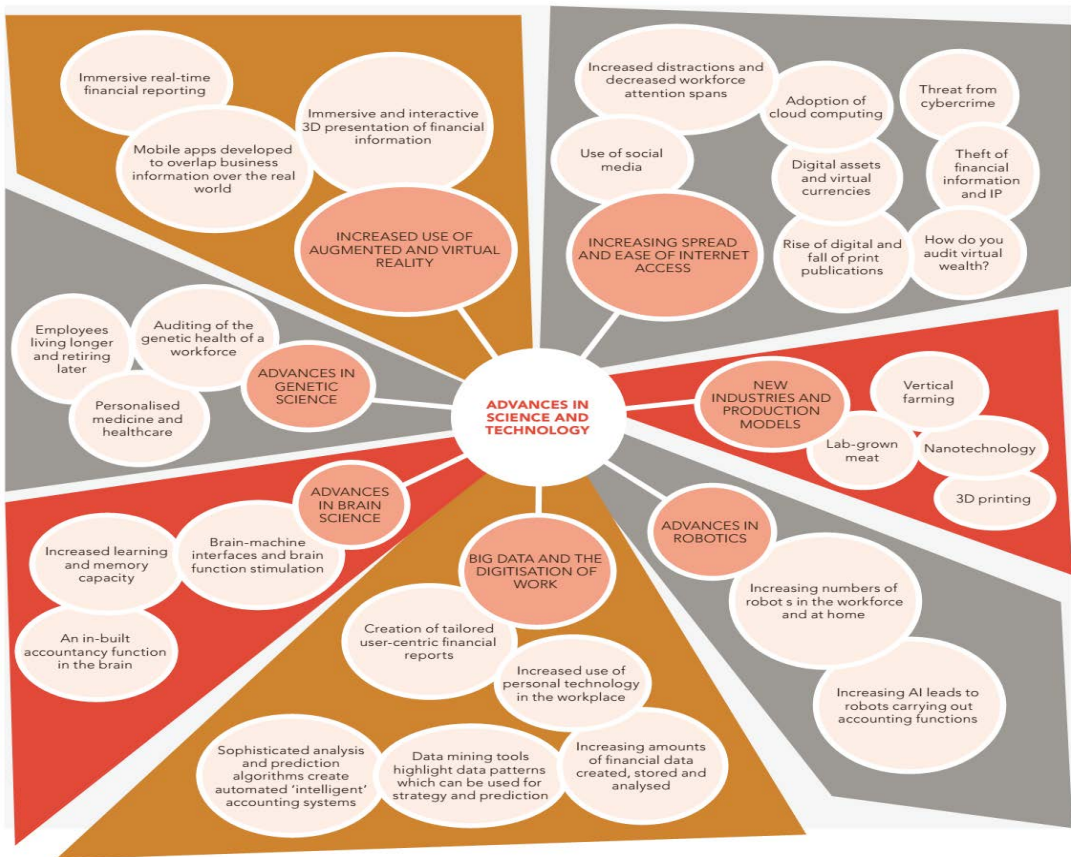 Immersive real-time
financial reporting
Mobile apps developed
to overlap business
information over the real
world
Immersive and interactive
3D presentation of financial
information
INCREASED USE OF
AUGMENTED AND VIRTUAL
REALITY
Increased distractions and
decreased workforce
attention spans
Use of social
media
Adoption of
cloud computing
Digital assets
and virtual
currencies
Rise of digital and
fall of print
publications
Threat from
cybercrime
Theft of
financial
information
and IP
How do you
audit virtual
wealth?
INCREASING SPREAD
AND EASE OF INTERNET
ACCESS
Employees
living longer
and retiring
later
Auditing of the
genetic health of a
workforce
Personalised
medicine and
healthcare
ADVANCES IN
GENETIC
SCIENCE
ADVANCES IN
SCIENCE AND
TECHNOLOGY
NEW
INDUSTRIES AND
PRODUCTION
MODELS
Vertical
farming
Lab-grown
meat
Nanotechnology
3D printing
ADVANCES
IN BRAIN
SCIENCE
Brain-machine
interfaces and brain
function stimulation
Increased learning
and memory
capacity
An in-built
accountancy function
in the brain
BIG DATA AND THE
DIGITISATION OF
WORK
Creation of tailored
user-centric financial
reports
Increased use of
personal technology
in the workplace
Sophisticated analysis
and prediction
algorithms create
automated ‘intelligent’
accounting systems
Data mining tools
highlight data patterns
which can be used for
strategy and prediction
Increasing amounts
of financial data
created, stored and
analysed
ADVANCES IN
ROBOTICS
Increasing numbers of
robot s in the workforce
and at home
Increasing AI leads to
robots carrying out
accounting functions